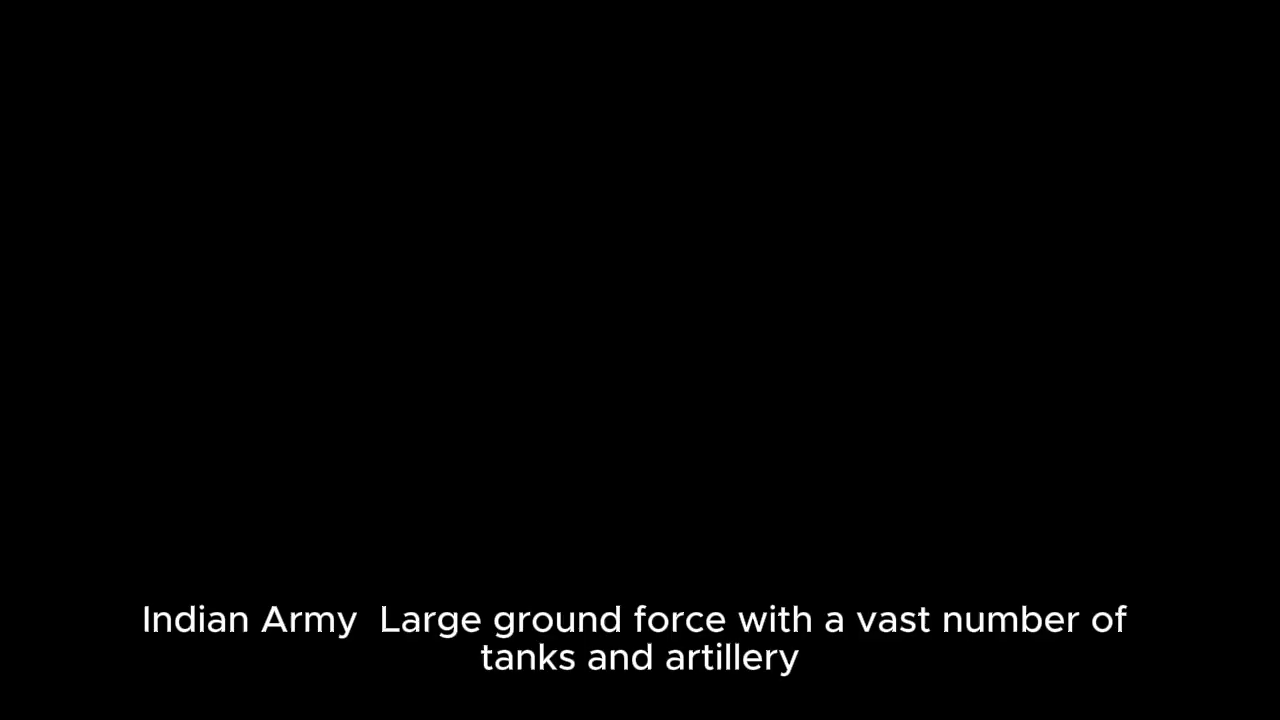 Indian Army  Large ground force with a vast number of
tanks and artillery